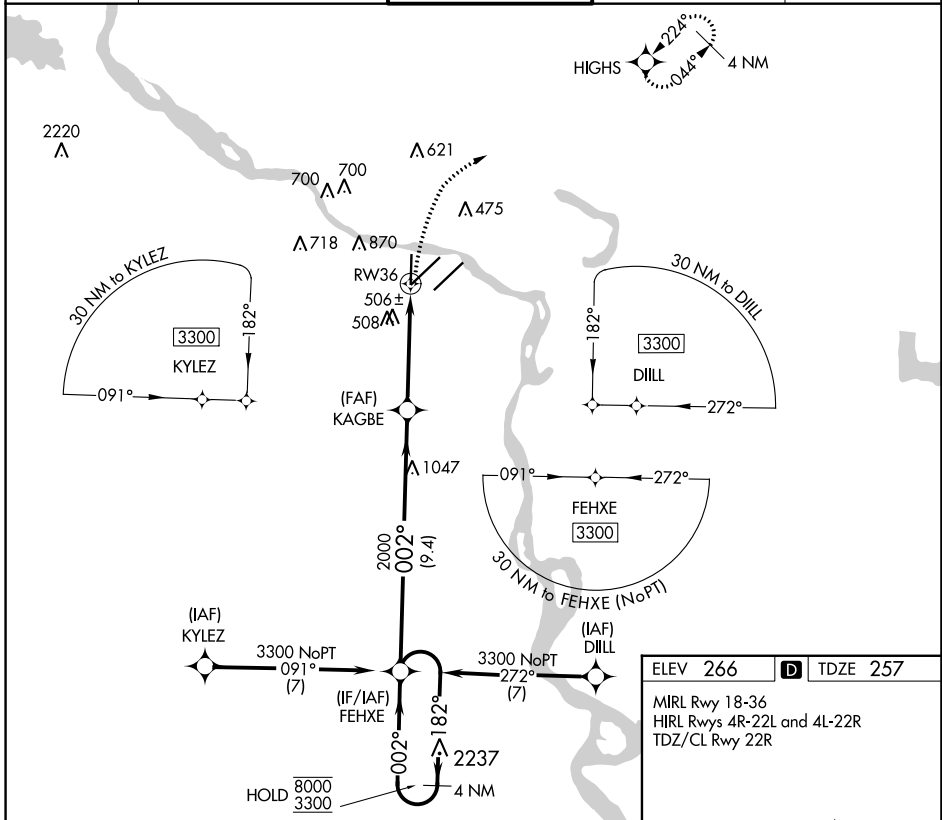 224°
044°
4 NM
HIGHS
2220
621
700
700
475
718
870
RW36
506±
508
30 NM to KYLEZ
182°
3300
KYLEZ
091°
30 NM to DIILL
182°
3300
DIILL
272°
(FAF)
KAGBE
1047
091°
272°
FEHXE
3300
30 NM to FEHXE (NoPT)
2000
002°
(9.4)
(IAF)
KYLEZ
3300 NoPT
091°
(7)
(IAF)
DIILL
3300 NoPT
272°
(7)
(IF/IAF)
FEHXE
002°
182°
2237
HOLD 8000
3300
4 NM
ELEV 266 D TDZE 257
MIRL Rwy 18-36
HIRL Rwys 4R-22L and 4L-22R
TDZ/CL Rwy 22R